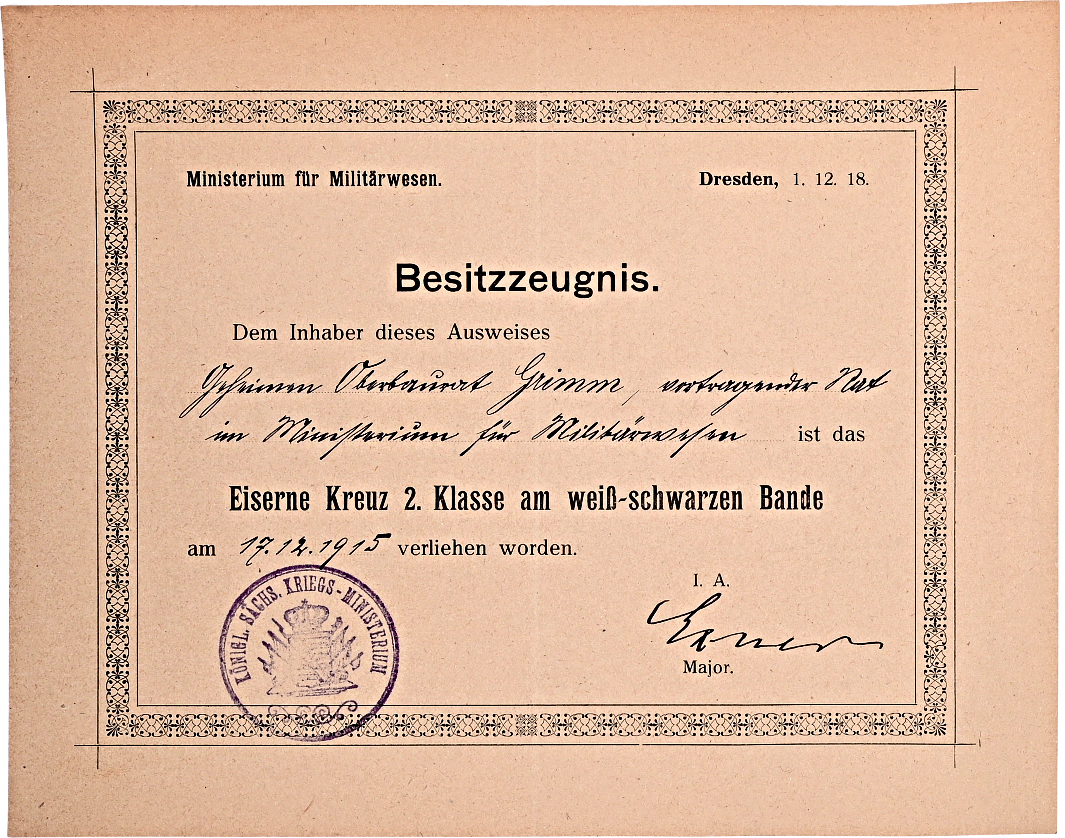 Ministerium für Militärwesen.
Dresden, 1. 12. 18.
Besitzzeugnis.
Dem Inhaber dieses Ausweises
Geheimen Oberbaurat Grimm, vortragender Rat
im Ministerium für Militärwesen ist das
Eiserne Kreuz 2. Klasse am weiß-schwarzen Bande
am 17.12.1915 verliehen worden.
I. A.
Major.
KÖNIGL. SÄCHS. KRIEGS-MINISTERIUM